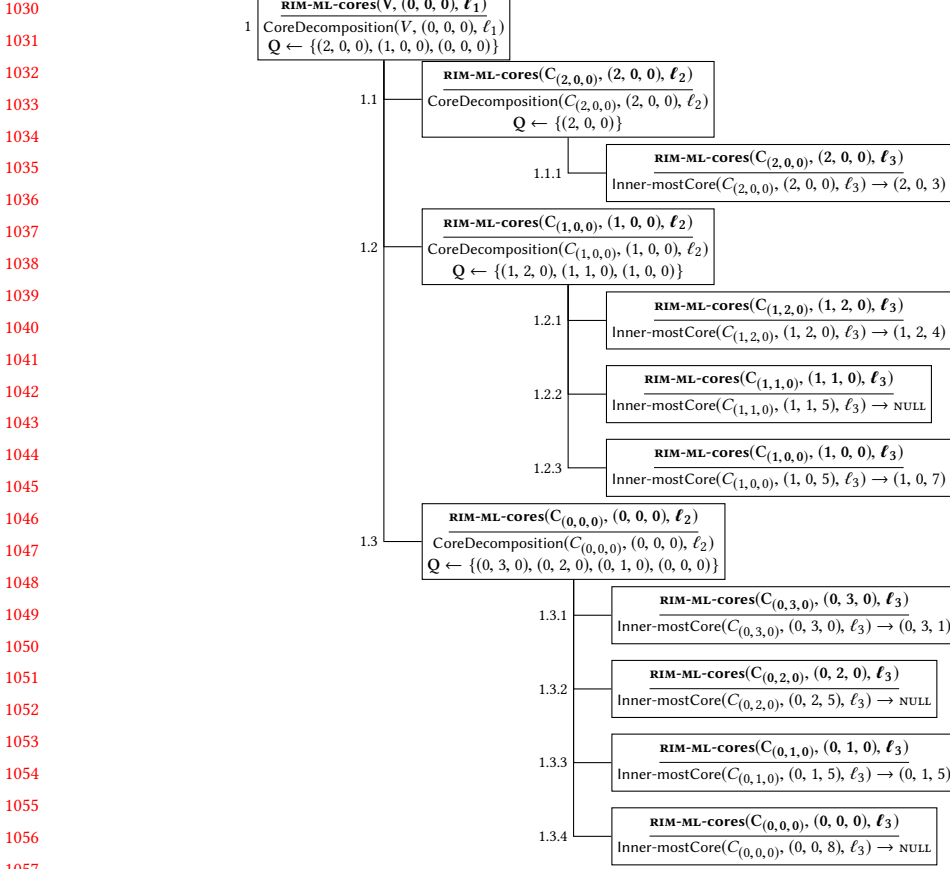 1030
RIM-ML-cores(V, (0, 0, 0), ℓ1)
1
CoreDecomposition(V, (0, 0, 0), ℓ1)
1031
Q ← {(2, 0, 0), (1, 0, 0), (0, 0, 0)}
1032
RIM-ML-cores(C(2,0,0), (2, 0, 0), ℓ2)
1.1
1033
CoreDecomposition(C(2,0,0), (2, 0, 0), ℓ2)
Q ← {(2, 0, 0)}
1034
1035
RIM-ML-cores(C(2,0,0), (2, 0, 0), ℓ3)
1.1.1
Inner-mostCore(C(2,0,0), (2, 0, 0), ℓ3) → (2, 0, 3)
1036
1037
RIM-ML-cores(C(1,0,0), (1, 0, 0), ℓ2)
1.2
CoreDecomposition(C(1,0,0), (1, 0, 0), ℓ2)
1038
Q ← {(1, 2, 0), (1, 1, 0), (1, 0, 0)}
1039
RIM-ML-cores(C(1,2,0), (1, 2, 0), ℓ3)
1.2.1
1040
Inner-mostCore(C(1,2,0), (1, 2, 0), ℓ3) → (1, 2, 4)
1041
RIM-ML-cores(C(1,1,0), (1, 1, 0), ℓ3)
1042
1.2.2
Inner-mostCore(C(1,1,0), (1, 1, 5), ℓ3) → NULL
1043
1044
RIM-ML-cores(C(1,0,0), (1, 0, 0), ℓ3)
1.2.3
1045
Inner-mostCore(C(1,0,0), (1, 0, 5), ℓ3) → (1, 0, 7)
1046
RIM-ML-cores(C(0,0,0), (0, 0, 0), ℓ2)
1.3
1047
CoreDecomposition(C(0,0,0), (0, 0, 0), ℓ2)
Q ← {(0, 3, 0), (0, 2, 0), (0, 1, 0), (0, 0, 0)}
1048
RIM-ML-cores(C(0,3,0), (0, 3, 0), ℓ3)
1049
1.3.1
Inner-mostCore(C(0,3,0), (0, 3, 0), ℓ3) → (0, 3, 1)
1050
1051
RIM-ML-cores(C(0,2,0), (0, 2, 0), ℓ3)
1.3.2
Inner-mostCore(C(0,2,0), (0, 2, 5), ℓ3) → NULL
1052
1053
RIM-ML-cores(C(0,1,0), (0, 1, 0), ℓ3)
1.3.3
1054
Inner-mostCore(C(0,1,0), (0, 1, 5), ℓ3) → (0, 1, 5)
1055
RIM-ML-cores(C(0,0,0), (0, 0, 0), ℓ3)
1056
1.3.4
Inner-mostCore(C(0,0,0), (0, 0, 8), ℓ3) → NULL
1057